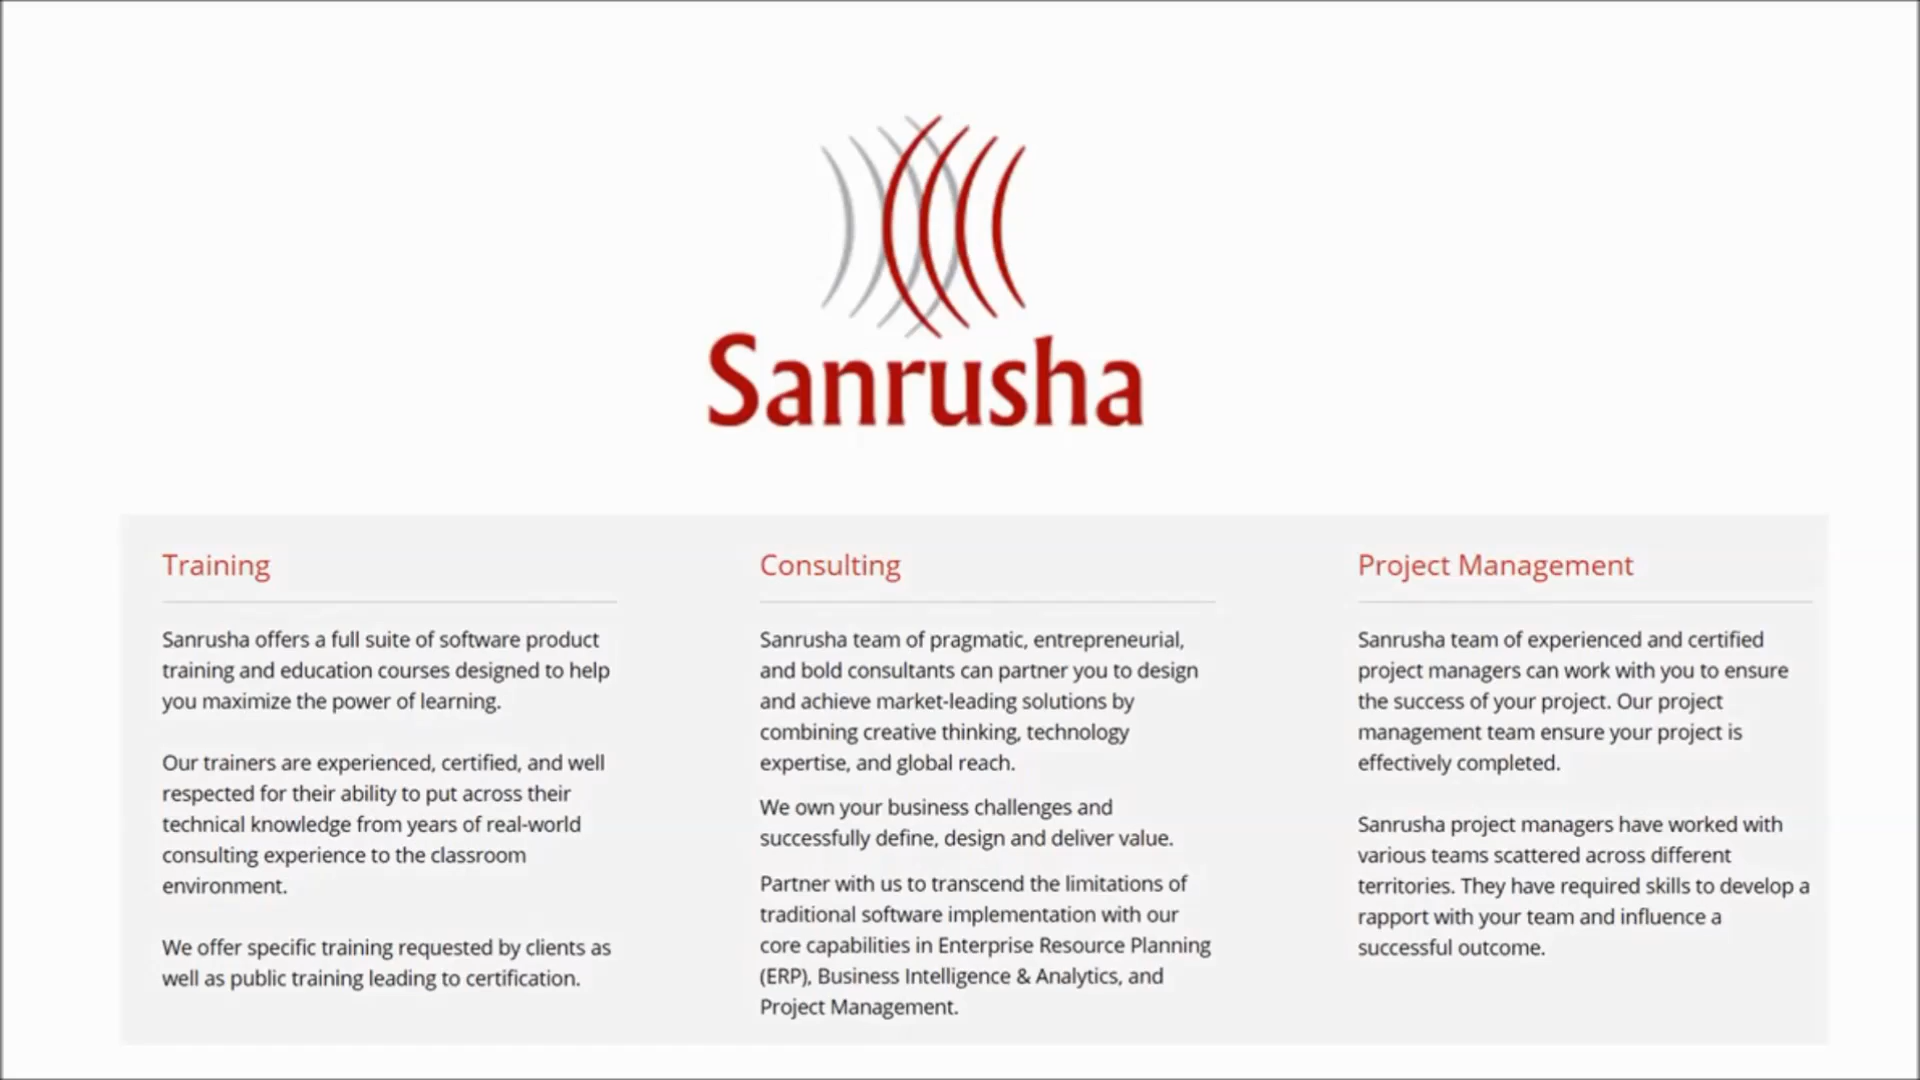 Sanrusha
Training
Sanrusha offers a full suite of software product
training and education courses designed to help
you maximize the power of learning.
Our trainers are experienced, certified, and well
respected for their ability to put across their
technical knowledge from years of real-world
consulting experience to the classroom
environment.
We offer specific training requested by clients as
well as public training leading to certification.
Consulting
Sanrusha team of pragmatic, entrepreneurial,
and bold consultants can partner you to design
and achieve market-leading solutions by
combining creative thinking, technology
expertise, and global reach.
We own your business challenges and
successfully define, design and deliver value.
Partner with us to transcend the limitations of
traditional software implementation with our
core capabilities in Enterprise Resource Planning
(ERP), Business Intelligence & Analytics, and
Project Management.
Project Management
Sanrusha team of experienced and certified
project managers can work with you to ensure
the success of your project. Our project
management team ensure your project is
effectively completed.
Sanrusha project managers have worked with
various teams scattered across different
territories. They have required skills to develop a
rapport with your team and influence a
successful outcome.